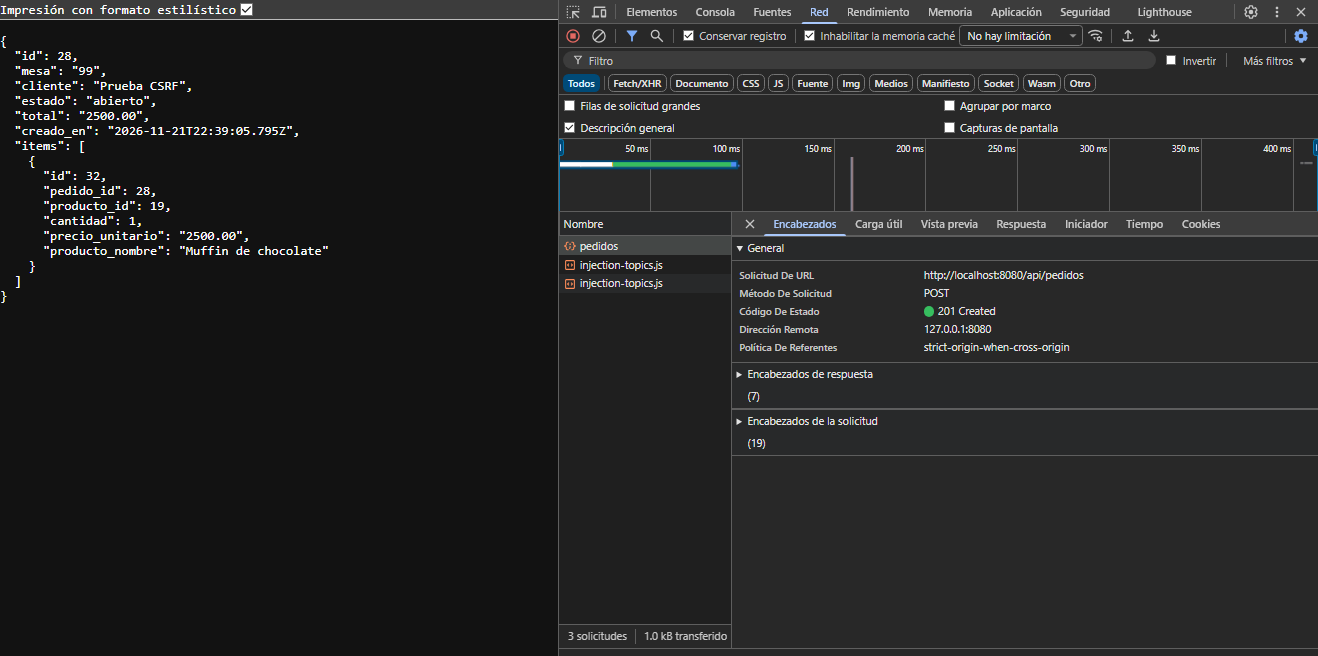 Impresión con formato estilístico
{
"id": 28,
"mesa": "99",
"cliente": "Prueba CSRF",
"estado": "abierto",
"total": "2500.00",
"creado_en": "2026-11-21T22:39:05.795Z",
"items": [
{
"id": 32,
"pedido_id": 28,
"producto_id": 19,
"cantidad": 1,
"precio_unitario": "2500.00",
"producto_nombre": "Muffin de chocolate"
}
]
}
Elementos Consola Fuentes Red Rendimiento Memoria Aplicación Seguridad Lighthouse
Conservar registro Inhabilitar la memoria caché No hay limitación
Filtro Invertir Más filtros
Todos Fetch/XHR Documento CSS JS Fuente Img Medios Manifiesto Socket Wasm Otro
Filas de solicitud grandes Agrupar por marco
Descripción general Capturas de pantalla
50 ms 100 ms 150 ms 200 ms 250 ms 300 ms 350 ms 400 ms
Nombre
pedidos
injection-topics.js
injection-topics.js
3 solicitudes 1.0 kB transferido
Encabezados Carga útil Vista previa Respuesta Iniciador Tiempo Cookies
General
Solicitud De URL http://localhost:8080/api/pedidos
Método De Solicitud POST
Código De Estado 201 Created
Dirección Remota 127.0.0.1:8080
Política De Referentes strict-origin-when-cross-origin
Encabezados de respuesta
(7)
Encabezados de la solicitud
(19)